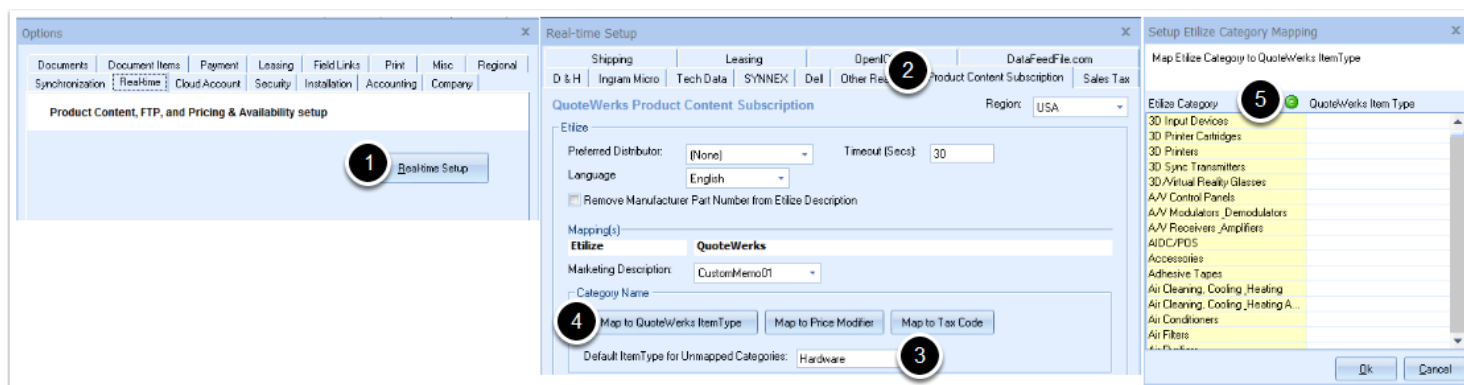 Options x
Documents Document Items Payment Leasing Field Links Print Misc Regional
Synchronization Real-time Cloud Account Security Installation Accounting Company
Product Content, FTP, and Pricing & Availability setup
1
Real-time Setup
Real-time Setup x
Shipping Leasing DataFeedFile.com
D & H Ingram Micro Tech Data SYNNEX Dell Other 2 Product Content Subscription Sales Tax
QuoteWerks Product Content Subscription Region: USA
Etilize
Preferred Distributor: (None) Timeout (Secs): 30
Language English
Remove Manufacturer Part Number from Etilize Description
Mapping(s)
Etilize QuoteWerks
Marketing Description: CustomMemo01
Category Name
4 Map to QuoteWerks ItemType Map to Price Modifier Map to Tax Code
Default ItemType for Unmapped Categories: Hardware 3
Setup Etilize Category Mapping x
Map Etilize Category to QuoteWerks ItemType
Etilize Category 5 QuoteWerks Item Type
3D Input Devices
3D Printer Cartridges
3D Printers
3D Sync Transmitters
3D/Virtual Reality Glasses
A/V Control Panels
A/V Modulators_Demodulators
A/V Receivers_Amplifiers
AIDC/POS
Accessories
Adhesive Tapes
Air Cleaning, Cooling_Heating
Air Cleaning, Cooling_Heating A...
Air Conditioners
Air Filters
Ok Cancel